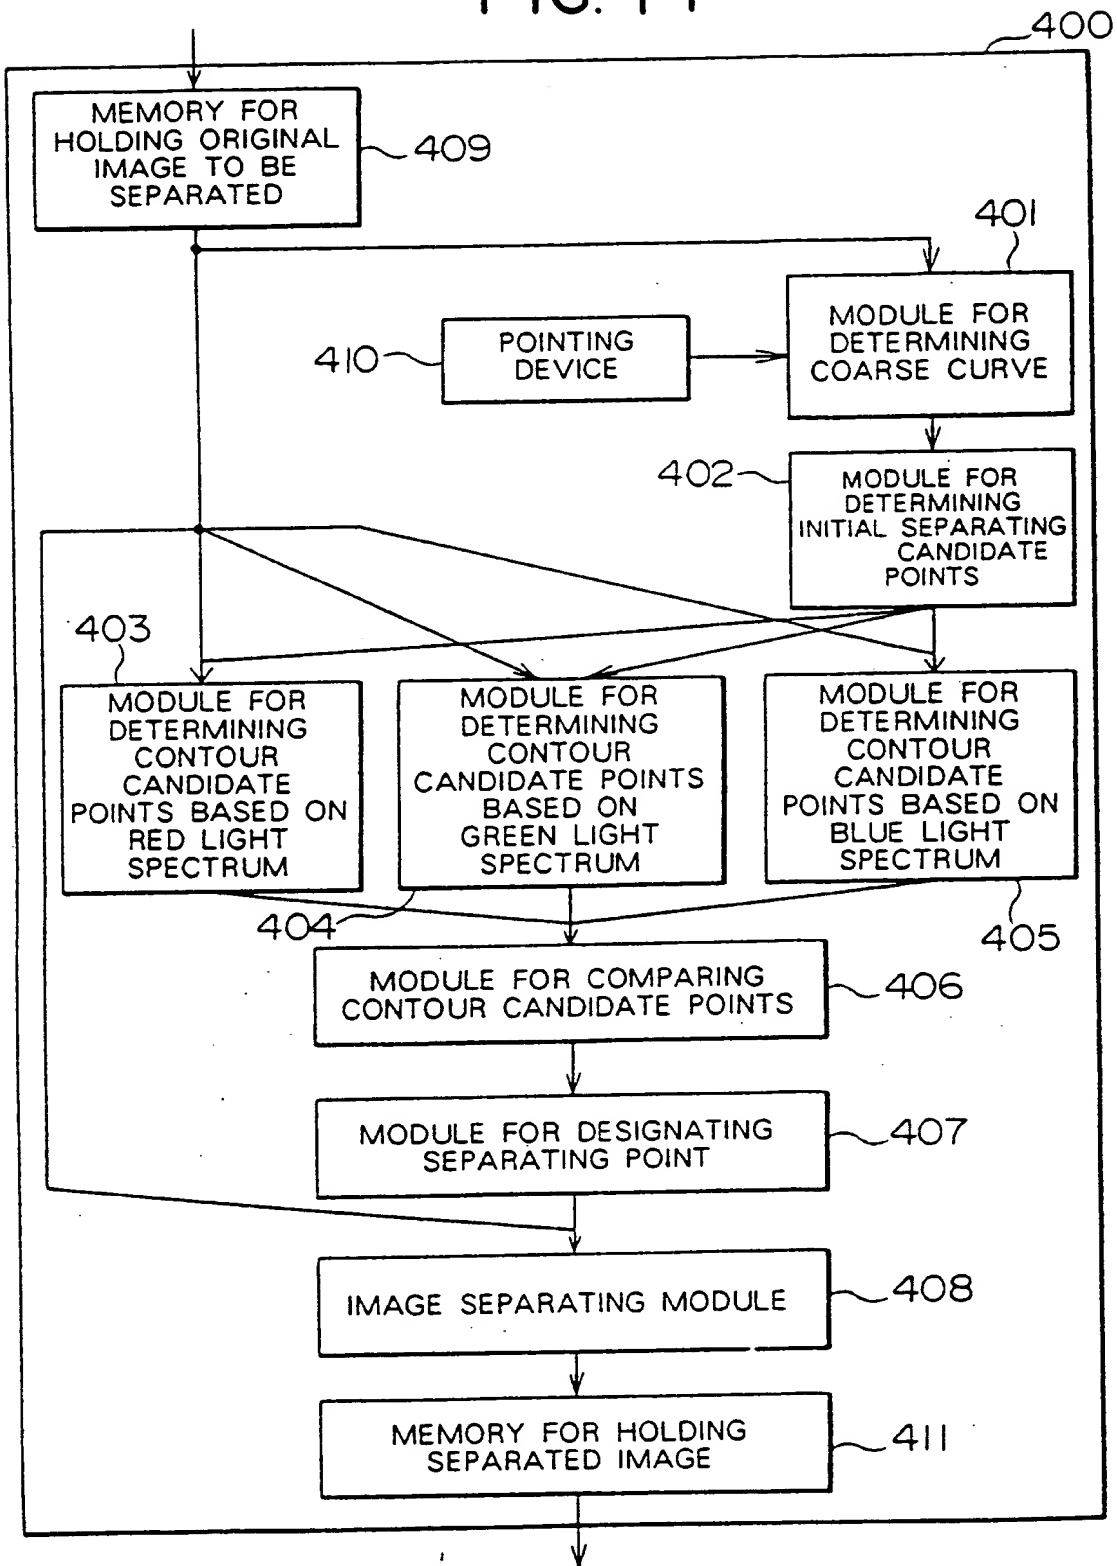 400
MEMORY FOR
HOLDING ORIGINAL
IMAGE TO BE
SEPARATED
409
401
MODULE FOR
DETERMINING
COARSE CURVE
POINTING
DEVICE
410
402
MODULE FOR
DETERMINING
INITIAL SEPARATING
CANDIDATE
POINTS
403
MODULE FOR
DETERMINING
CONTOUR
CANDIDATE
POINTS BASED ON
RED LIGHT
SPECTRUM
MODULE FOR
DETERMINING
CONTOUR
CANDIDATE POINTS
BASED ON
GREEN LIGHT
SPECTRUM
MODULE FOR
DETERMINING
CONTOUR
CANDIDATE
POINTS BASED ON
BLUE LIGHT
SPECTRUM
404
405
MODULE FOR COMPARING
CONTOUR CANDIDATE POINTS
406
MODULE FOR DESIGNATING
SEPARATING POINT
407
IMAGE SEPARATING MODULE
408
MEMORY FOR HOLDING
SEPARATED IMAGE
411